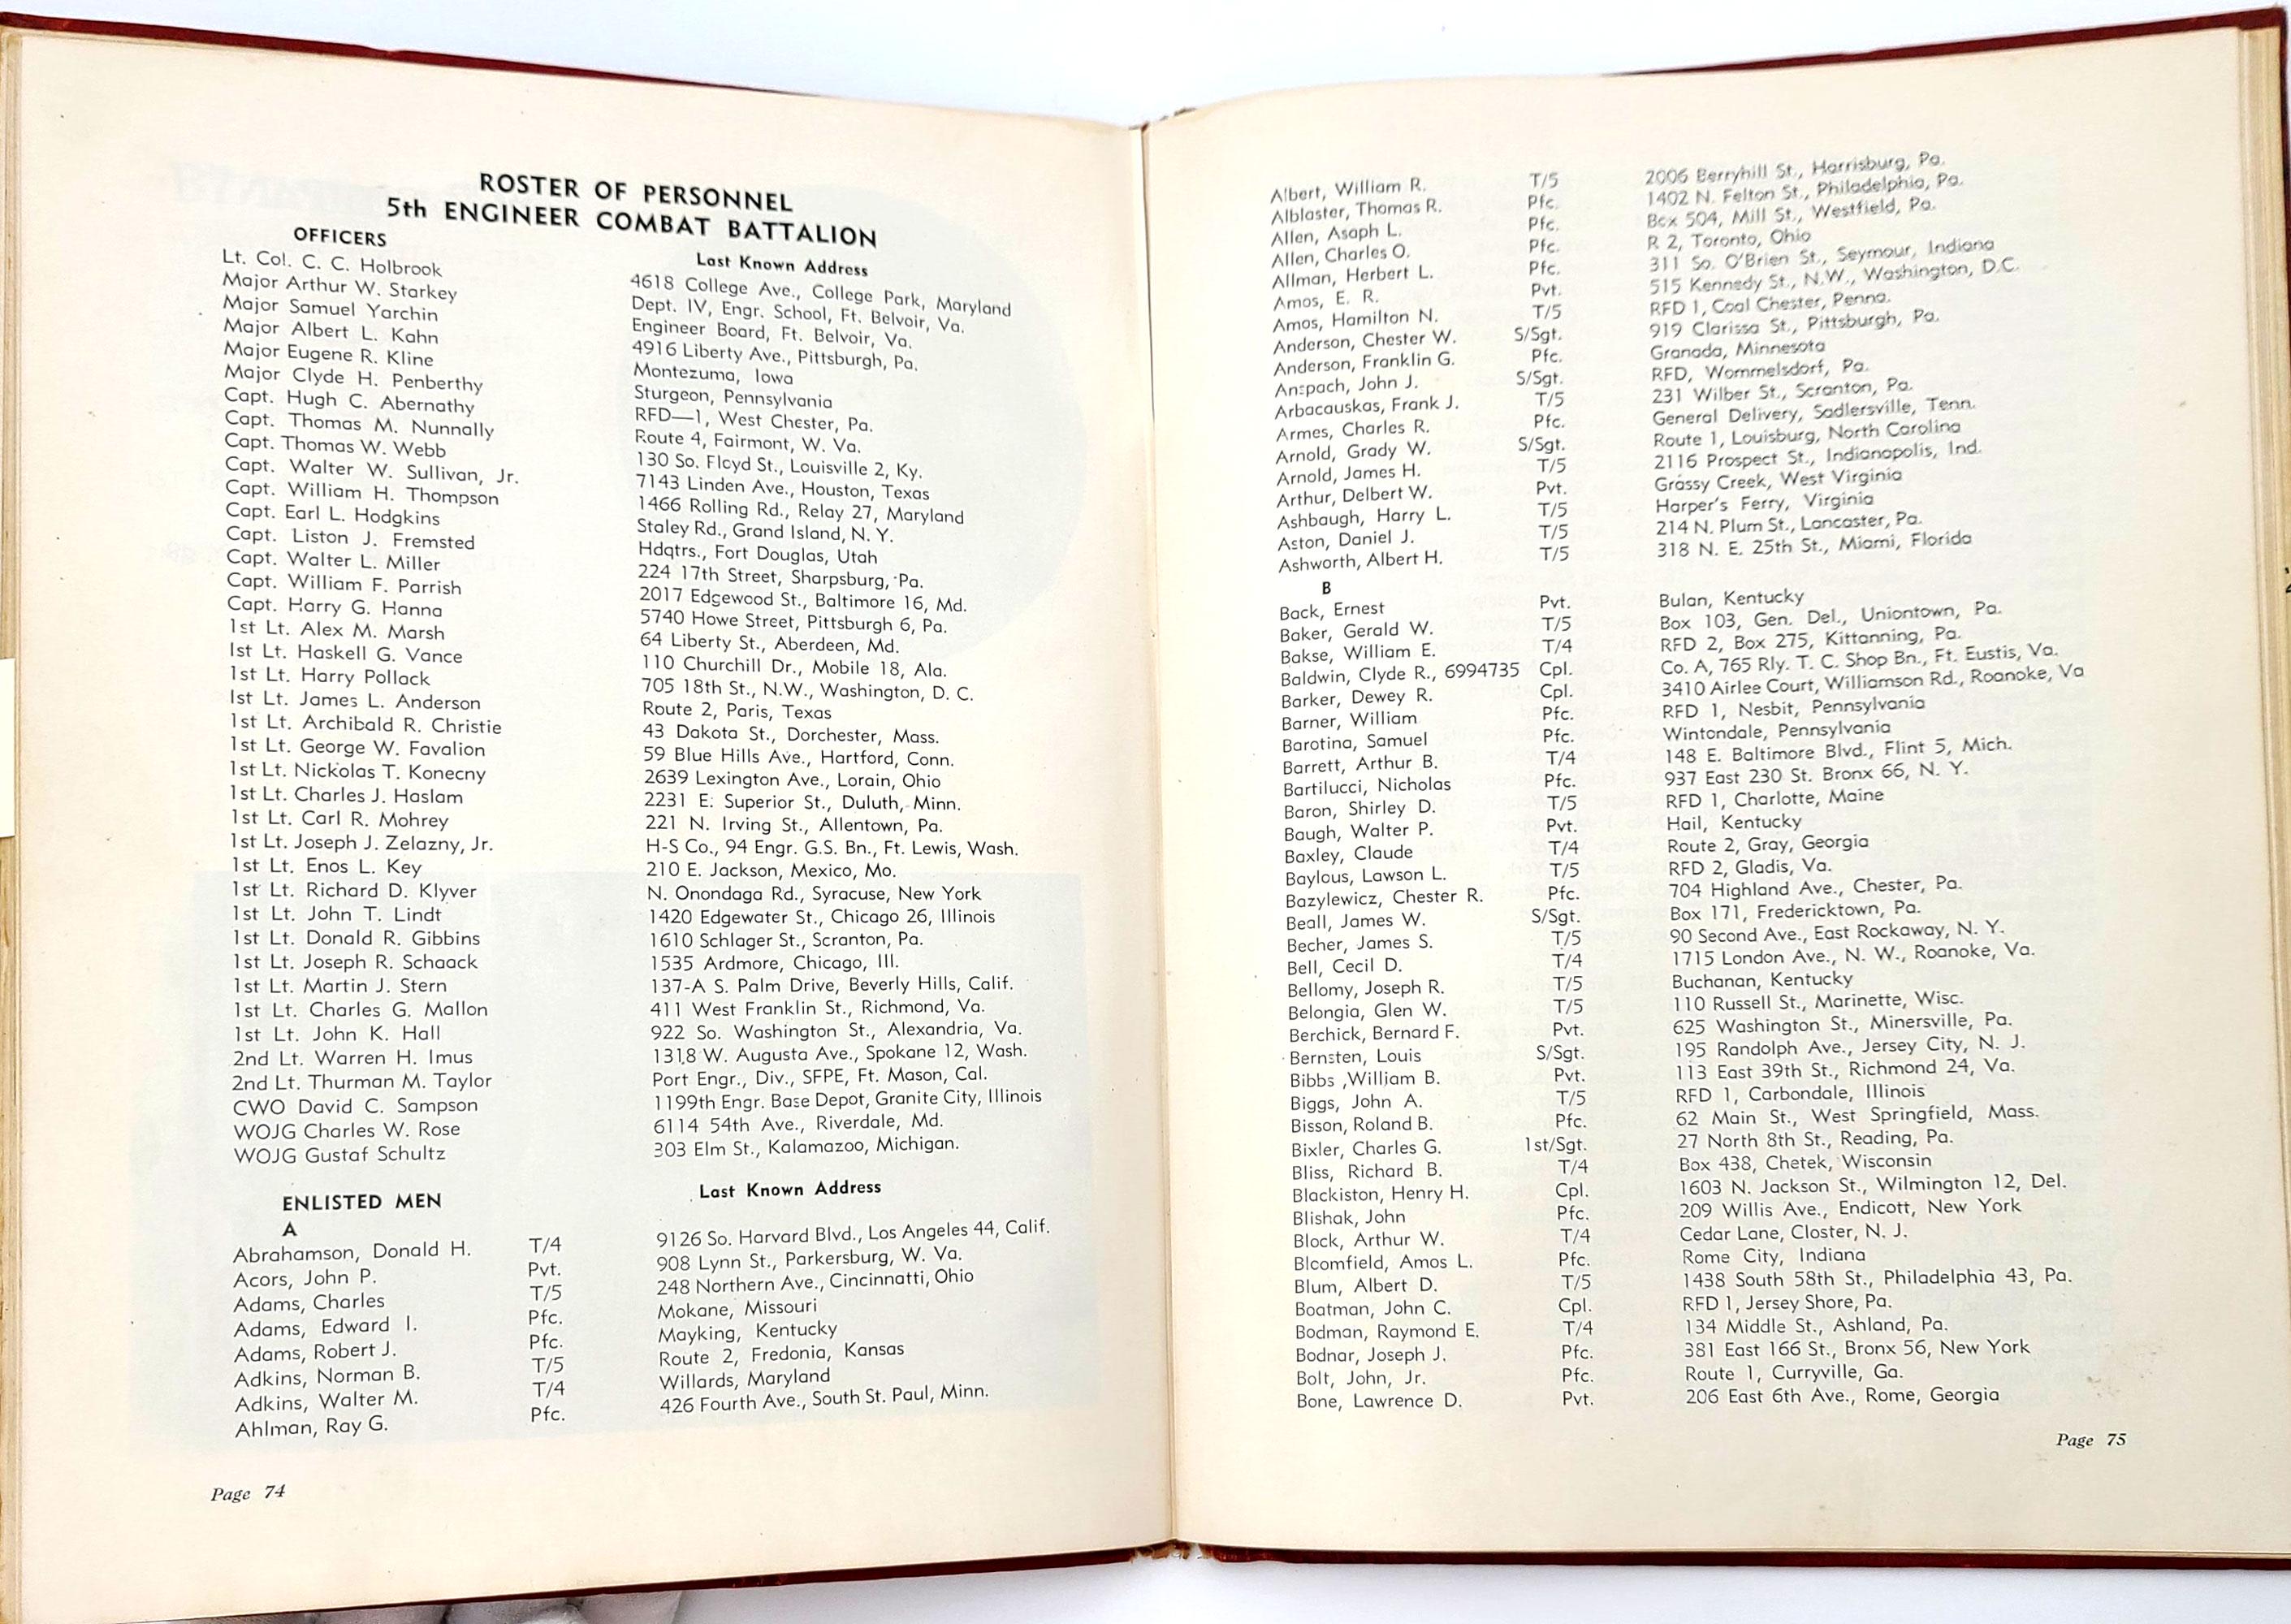 ROSTER OF PERSONNEL
5th ENGINEER COMBAT BATTALION
OFFICERS Last Known Address
Lt. Col. C. C. Holbrook 4618 College Ave., College Park, Maryland
Major Arthur W. Starkey Dept. IV, Engr. School, Ft. Belvoir, Va.
Major Samuel Yarchin Engineer Board, Ft. Belvoir, Va.
Major Albert L. Kahn 4916 Liberty Ave., Pittsburgh, Pa.
Major Eugene R. Kline Montezuma, Iowa
Major Clyde H. Penberthy Sturgeon, Pennsylvania
Capt. Hugh C. Abernathy RFD—1, West Chester, Pa.
Capt. Thomas M. Nunnally Route 4, Fairmont, W. Va.
Capt. Thomas W. Webb 130 So. Floyd St., Louisville 2, Ky.
Capt. Walter W. Sullivan, Jr. 7143 Linden Ave., Houston, Texas
Capt. William H. Thompson 1466 Rolling Rd., Relay 27, Maryland
Capt. Earl L. Hodgkins Staley Rd., Grand Island, N. Y.
Capt. Liston J. Fremsted Hdqtrs., Fort Douglas, Utah
Capt. Walter L. Miller 224 17th Street, Sharpsburg, Pa.
Capt. William F. Parrish 2017 Edgewood St., Baltimore 16, Md.
Capt. Harry G. Hanna 5740 Howe Street, Pittsburgh 6, Pa.
1st Lt. Alex M. Marsh 64 Liberty St., Aberdeen, Md.
Ist Lt. Haskell G. Vance 110 Churchill Dr., Mobile 18, Ala.
1st Lt. Harry Pollack 705 18th St., N.W., Washington, D. C.
Ist Lt. James L. Anderson Route 2, Paris, Texas
1st Lt. Archibald R. Christie 43 Dakota St., Dorchester, Mass.
1st Lt. George W. Favalion 59 Blue Hills Ave., Hartford, Conn.
1st Lt. Nickolas T. Konecny 2639 Lexington Ave., Lorain, Ohio
1st Lt. Charles J. Haslam 2231 E. Superior St., Duluth, Minn.
1st Lt. Carl R. Mohrey 221 N. Irving St., Allentown, Pa.
1st Lt. Joseph J. Zelazny, Jr. H-S Co., 94 Engr. G.S. Bn., Ft. Lewis, Wash.
1st Lt. Enos L. Key 210 E. Jackson, Mexico, Mo.
1st Lt. Richard D. Klyver N. Onondaga Rd., Syracuse, New York
1st Lt. John T. Lindt 1420 Edgewater St., Chicago 26, Illinois
1st Lt. Donald R. Gibbins 1610 Schlager St., Scranton, Pa.
1st Lt. Joseph R. Schaack 1535 Ardmore, Chicago, Ill.
1st Lt. Martin J. Stern 137-A S. Palm Drive, Beverly Hills, Calif.
1st Lt. Charles G. Mallon 411 West Franklin St., Richmond, Va.
1st Lt. John K. Hall 922 So. Washington St., Alexandria, Va.
2nd Lt. Warren H. Imus 1318 W. Augusta Ave., Spokane 12, Wash.
2nd Lt. Thurman M. Taylor Port Engr., Div., SFPE, Ft. Mason, Cal.
CWO David C. Sampson 1199th Engr. Base Depot, Granite City, Illinois
WOJG Charles W. Rose 6114 54th Ave., Riverdale, Md.
WOJG Gustaf Schultz 303 Elm St., Kalamazoo, Michigan.
ENLISTED MEN Last Known Address
A
Abrahamson, Donald H. T/4 9126 So. Harvard Blvd., Los Angeles 44, Calif.
Acors, John P. Pvt. 908 Lynn St., Parkersburg, W. Va.
Adams, Charles T/5 248 Northern Ave., Cincinnatti, Ohio
Adams, Edward I. Pfc. Mokane, Missouri
Adams, Robert J. Pfc. Mayking, Kentucky
Adkins, Norman B. T/5 Route 2, Fredonia, Kansas
Adkins, Walter M. T/4 Willards, Maryland
Ahlman, Ray G. Pfc. 426 Fourth Ave., South St. Paul, Minn.
Page 74
Albert, William R. T/5 2006 Berryhill St., Harrisburg, Pa.
Alblaster, Thomas R. Pfc. 1402 N. Felton St., Philadelphia, Pa.
Allen, Asaph L. Pfc. Box 504, Mill St., Westfield, Pa.
Allen, Charles O. Pfc. R 2, Toronto, Ohio
Allman, Herbert L. Pfc. 311 So. O'Brien St., Seymour, Indiana
Amos, E. R. Pvt. 515 Kennedy St., N.W., Washington, D.C.
Amos, Hamilton N. T/5 RFD 1, Coal Chester, Penna.
Anderson, Chester W. S/Sgt. 919 Clarissa St., Pittsburgh, Pa.
Anderson, Franklin G. Pfc. Granada, Minnesota
Anspach, John J. S/Sgt. RFD, Wommelsdorf, Pa.
Arbacauskas, Frank J. T/5 231 Wilber St., Scranton, Pa.
Armes, Charles R. Pfc. General Delivery, Sadlersville, Tenn.
Arnold, Grady W. S/Sgt. Route 1, Louisburg, North Carolina
Arnold, James H. T/5 2116 Prospect St., Indianapolis, Ind.
Arthur, Delbert W. Pvt. Grassy Creek, West Virginia
Ashbaugh, Harry L. T/5 Harper's Ferry, Virginia
Aston, Daniel J. T/5 214 N. Plum St., Lancaster, Pa.
Ashworth, Albert H. T/5 318 N. E. 25th St., Miami, Florida
B
Back, Ernest Pvt. Bulan, Kentucky
Baker, Gerald W. T/5 Box 103, Gen. Del., Uniontown, Pa.
Bakse, William E. T/4 RFD 2, Box 275, Kittanning, Pa.
Baldwin, Clyde R., 6994735 Cpl. Co. A, 765 Rly. T. C. Shop Bn., Ft. Eustis, Va.
Barker, Dewey R. Cpl. 3410 Airlee Court, Williamson Rd., Roanoke, Va
Barner, William Pfc. RFD 1, Nesbit, Pennsylvania
Barotina, Samuel Pfc. Wintondale, Pennsylvania
Barrett, Arthur B. T/4 148 E. Baltimore Blvd., Flint 5, Mich.
Bartilucci, Nicholas Pfc. 937 East 230 St. Bronx 66, N. Y.
Baron, Shirley D. T/5 RFD 1, Charlotte, Maine
Baugh, Walter P. Pvt. Hail, Kentucky
Baxley, Claude T/4 Route 2, Gray, Georgia
Baylous, Lawson L. T/5 RFD 2, Gladis, Va.
Bazylewicz, Chester R. Pfc. 704 Highland Ave., Chester, Pa.
Beall, James W. S/Sgt. Box 171, Fredericktown, Pa.
Becher, James S. T/5 90 Second Ave., East Rockaway, N. Y.
Bell, Cecil D. T/4 1715 London Ave., N. W., Roanoke, Va.
Bellomy, Joseph R. T/5 Buchanan, Kentucky
Belongia, Glen W. T/5 110 Russell St., Marinette, Wisc.
Berchick, Bernard F. Pvt. 625 Washington St., Minersville, Pa.
Bernsten, Louis S/Sgt. 195 Randolph Ave., Jersey City, N. J.
Bibbs ,William B. Pvt. 113 East 39th St., Richmond 24, Va.
Biggs, John A. T/5 RFD 1, Carbondale, Illinois
Bisson, Roland B. Pfc. 62 Main St., West Springfield, Mass.
Bixler, Charles G. 1st/Sgt. 27 North 8th St., Reading, Pa.
Bliss, Richard B. T/4 Box 438, Chetek, Wisconsin
Blackiston, Henry H. Cpl. 1603 N. Jackson St., Wilmington 12, Del.
Blishak, John Pfc. 209 Willis Ave., Endicott, New York
Block, Arthur W. T/4 Cedar Lane, Closter, N. J.
Bloomfield, Amos L. Pfc. Rome City, Indiana
Blum, Albert D. T/5 1438 South 58th St., Philadelphia 43, Pa.
Boatman, John C. Cpl. RFD 1, Jersey Shore, Pa.
Bodman, Raymond E. T/4 134 Middle St., Ashland, Pa.
Bodnar, Joseph J. Pfc. 381 East 166 St., Bronx 56, New York
Bolt, John, Jr. Pfc. Route 1, Curryville, Ga.
Bone, Lawrence D. Pvt. 206 East 6th Ave., Rome, Georgia
Page 75